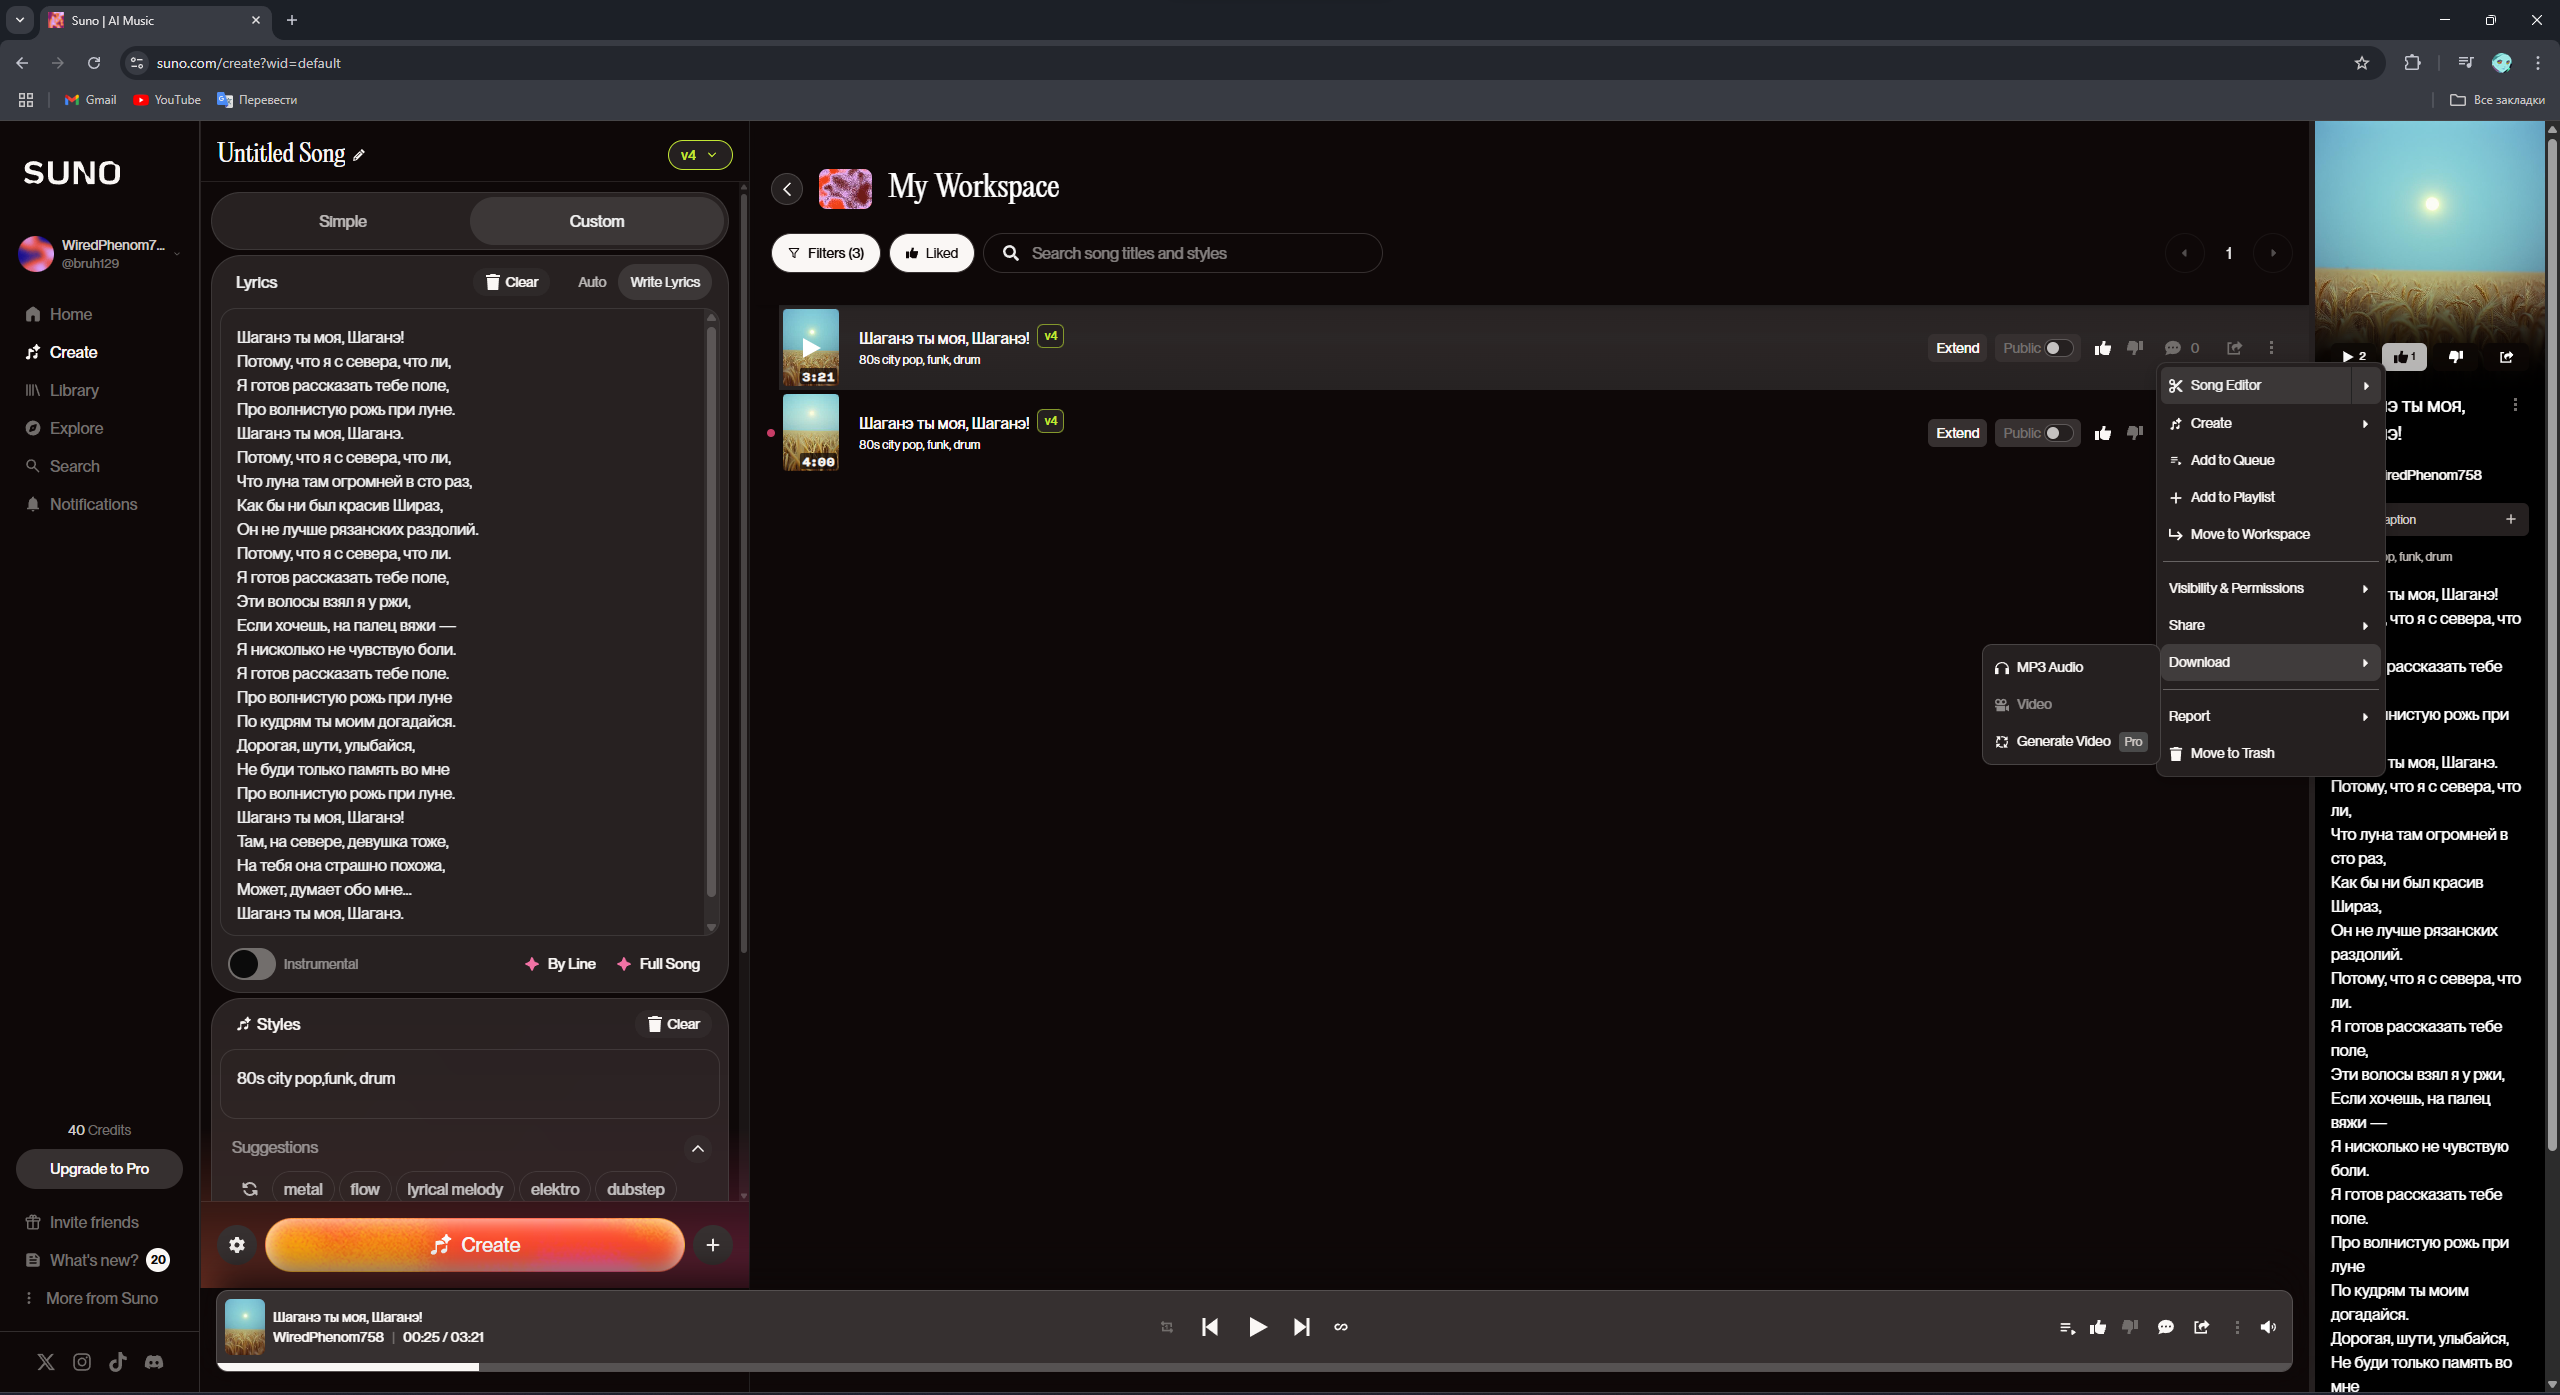 Suno | AI Music
suno.com/create?wid=default
Gmail
YouTube
Перевести
Все закладки
SUNO
WiredPhenom7...
@bruh129
Home
Create
Library
Explore
Search
Notifications
40 Credits
Upgrade to Pro
Invite friends
What's new? 20
More from Suno
Untitled Song
v4
Simple
Custom
Lyrics
Clear
Auto
Write Lyrics
Шаганэ ты моя, Шаганэ!
Потому, что я с севера, что ли,
Я готов рассказать тебе поле,
Про волнистую рожь при луне.
Шаганэ ты моя, Шаганэ.
Потому, что я с севера, что ли,
Что луна там огромней в сто раз,
Как бы ни был красив Шираз,
Он не лучше рязанских раздолий.
Потому, что я с севера, что ли.
Я готов рассказать тебе поле,
Эти волосы взял я у ржи,
Если хочешь, на палец вяжи —
Я нисколько не чувствую боли.
Я готов рассказать тебе поле.
Про волнистую рожь при луне
По кудрям ты моим догадайся.
Дорогая, шути, улыбайся,
Не буди только память во мне
Про волнистую рожь при луне.
Шаганэ ты моя, Шаганэ!
Там, на севере, девушка тоже,
На тебя она страшно похожа,
Может, думает обо мне...
Шаганэ ты моя, Шаганэ.
Instrumental
By Line
Full Song
Styles
Clear
80s city pop,funk, drum
Suggestions
metal
flow
lyrical melody
elektro
dubstep
Create
My Workspace
Filters (3)
Liked
Search song titles and styles
1
3:21
Шаганэ ты моя, Шаганэ! v4
80s city pop, funk, drum
Extend
Public
0
4:00
Шаганэ ты моя, Шаганэ! v4
80s city pop, funk, drum
Extend
Public
Song Editor
Create
Add to Queue
Add to Playlist
Move to Workspace
Visibility & Permissions
Share
Download
Report
Move to Trash
MP3 Audio
Video
Generate Video Pro
2
1
э ты моя,
э!
iredPhenom758
aption
p, funk, drum
ты моя, Шаганэ!
, что я с севера, что
рассказать тебе
нистую рожь при
ты моя, Шаганэ.
Потому, что я с севера, что
ли,
Что луна там огромней в
сто раз,
Как бы ни был красив
Шираз,
Он не лучше рязанских
раздолий.
Потому, что я с севера, что
ли.
Я готов рассказать тебе
поле,
Эти волосы взял я у ржи,
Если хочешь, на палец
вяжи —
Я нисколько не чувствую
боли.
Я готов рассказать тебе
поле.
Про волнистую рожь при
луне
По кудрям ты моим
догадайся.
Дорогая, шути, улыбайся,
Не буди только память во
мне
Шаганэ ты моя, Шаганэ!
WiredPhenom758 | 00:25 / 03:21